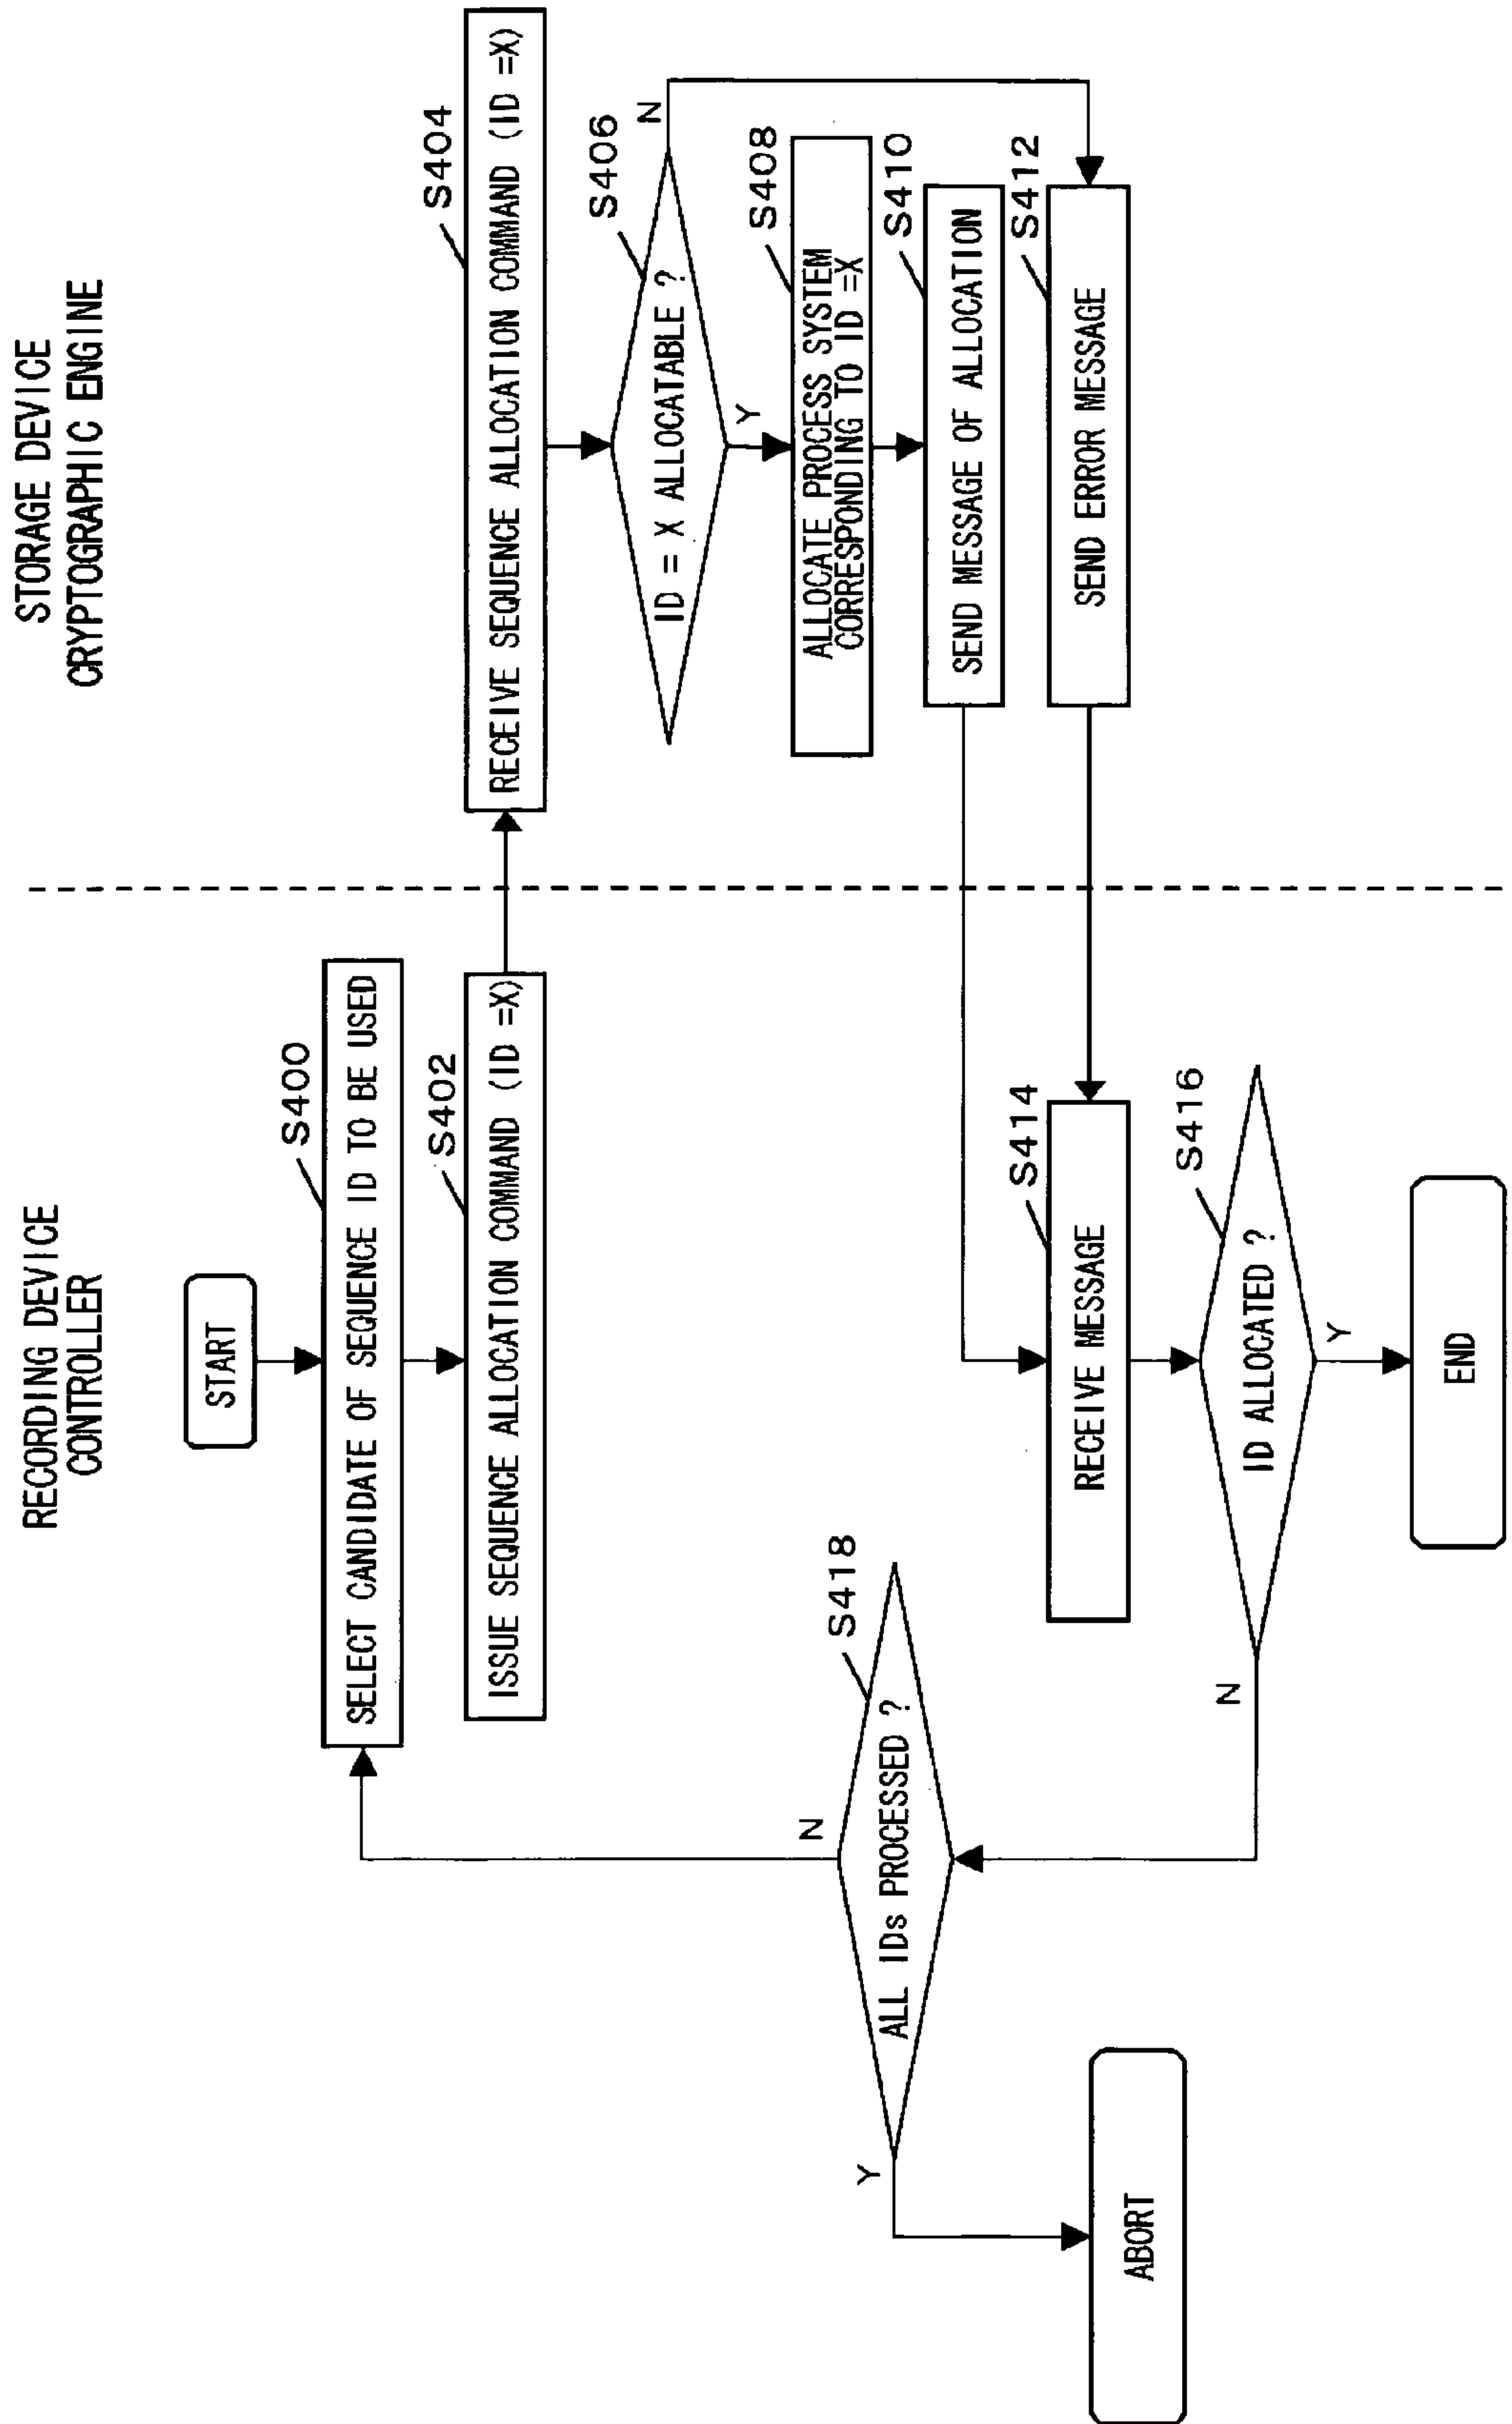 RECORDING DEVICE
CONTROLLER
STORAGE DEVICE
CRYPTOGRAPHIC ENGINE
START
S400
SELECT CANDIDATE OF SEQUENCE ID TO BE USED
S402
ISSUE SEQUENCE ALLOCATION COMMAND (ID =X)
S404
RECEIVE SEQUENCE ALLOCATION COMMAND (ID =X)
S406
ID = X ALLOCATABLE ?
N
Y
S408
ALLOCATE PROCESS SYSTEM
CORRESPONDING TO ID =X
S410
SEND MESSAGE OF ALLOCATION
S412
SEND ERROR MESSAGE
S414
RECEIVE MESSAGE
S416
ID ALLOCATED ?
N
Y
S418
ALL IDs PROCESSED ?
N
Y
ABORT
END